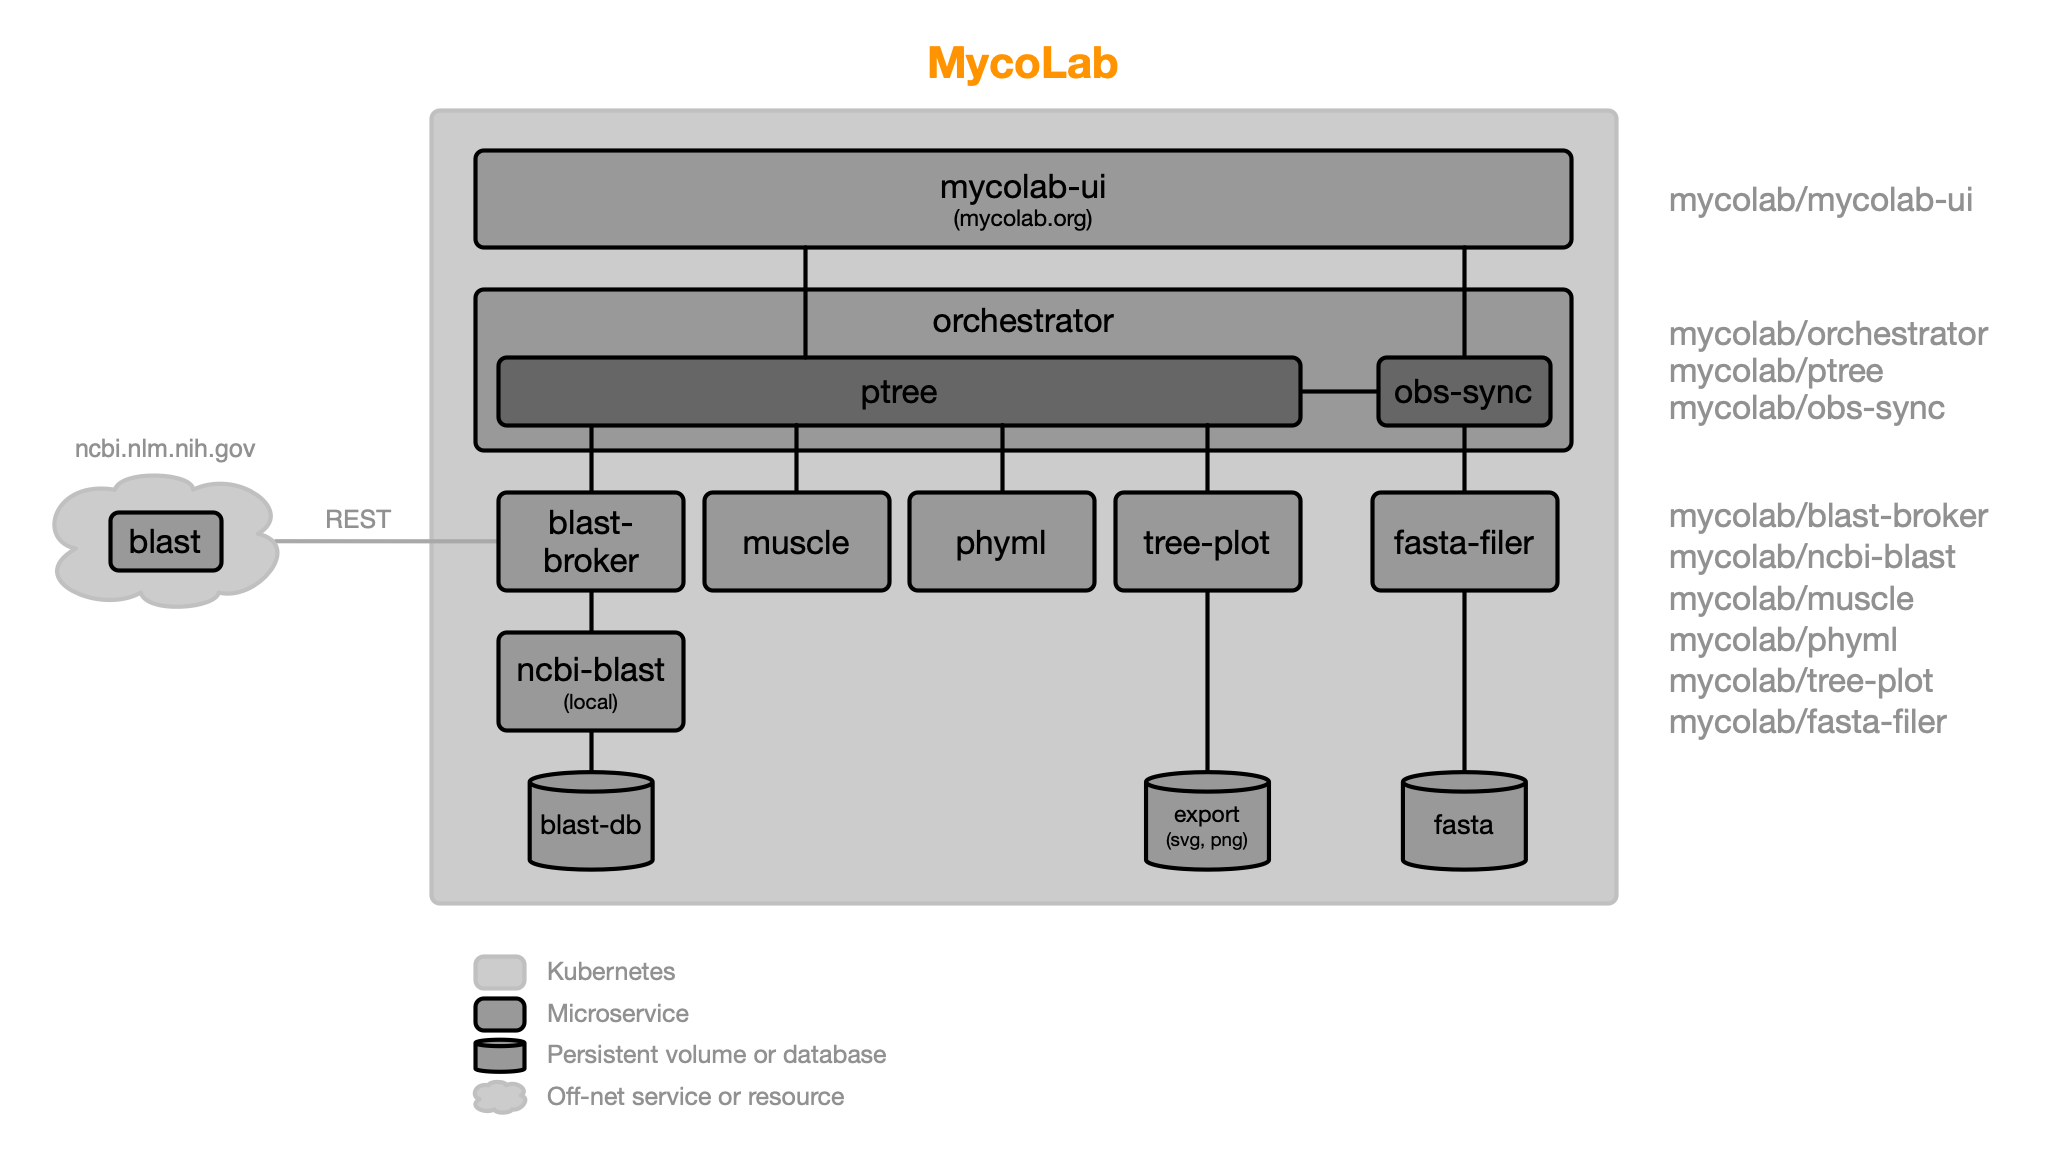 MycoLab
mycolab-ui
(mycolab.org)
mycolab/mycolab-ui
orchestrator
ptree
obs-sync
mycolab/orchestrator
mycolab/ptree
mycolab/obs-sync
ncbi.nlm.nih.gov
blast
REST
blast-
broker
muscle
phyml
tree-plot
fasta-filer
ncbi-blast
(local)
blast-db
export
(svg, png)
fasta
mycolab/blast-broker
mycolab/ncbi-blast
mycolab/muscle
mycolab/phyml
mycolab/tree-plot
mycolab/fasta-filer
Kubernetes
Microservice
Persistent volume or database
Off-net service or resource